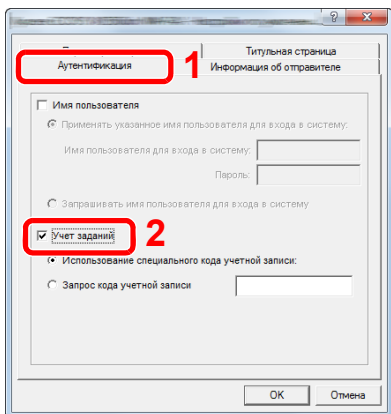 Титульная страница
Аутентификация
1
Информация об отправителе
Имя пользователя
Применять указанное имя пользователя для входа в систему:
Имя пользователя для входа в систему:
Пароль:
Запрашивать имя пользователя для входа в систему
Учет заданий
2
Использование специального кода учетной записи:
Запрос кода учетной записи
OK
Отмена